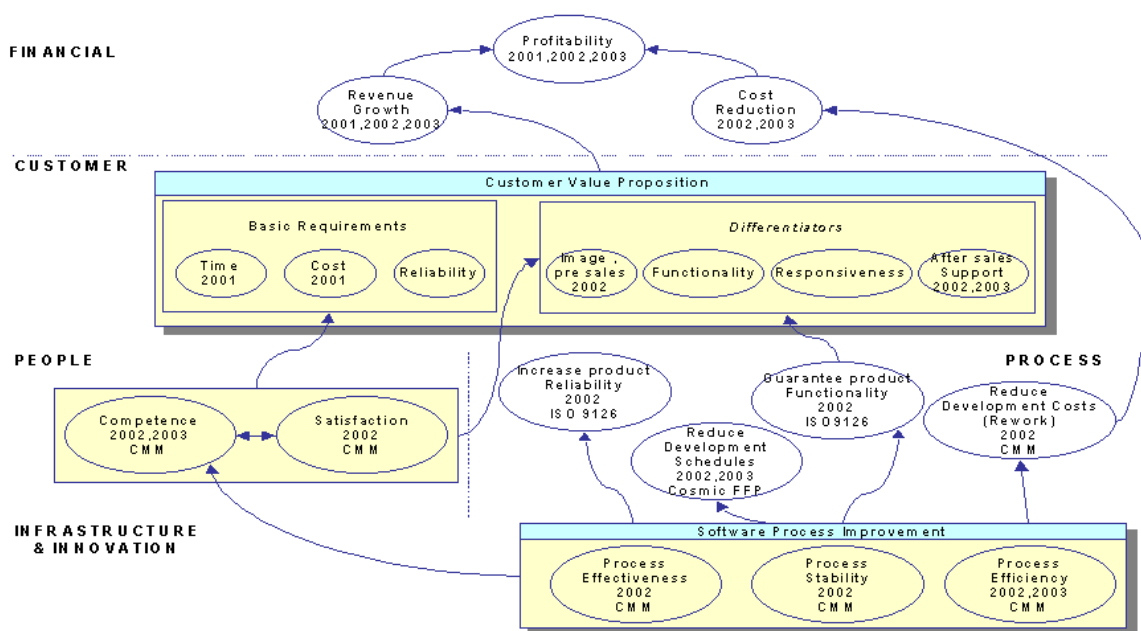 FINANCIAL
Profitability
2001,2002,2003
Revenue
Growth
2001,2002,2003
Cost
Reduction
2002,2003
CUSTOMER
Customer Value Proposition
Basic Requirements
Time
2001
Cost
2001
Reliability
Differentiators
Image,
pre sales
2002
Functionality
Responsiveness
After sales
Support
2002,2003
PEOPLE
Competence
2002,2003
CMM
Satisfaction
2002
CMM
PROCESS
Increase product
Reliability
2002
ISO 9126
Reduce
Development
Schedules
2002,2003
Cosmic FFP
Guarantee product
Functionality
2002
ISO 9126
Reduce
Development Costs
(Rework)
2002
CMM
INFRASTRUCTURE
& INNOVATION
Software Process Improvement
Process
Effectiveness
2002
CMM
Process
Stability
2002
CMM
Process
Efficiency
2002,2003
CMM